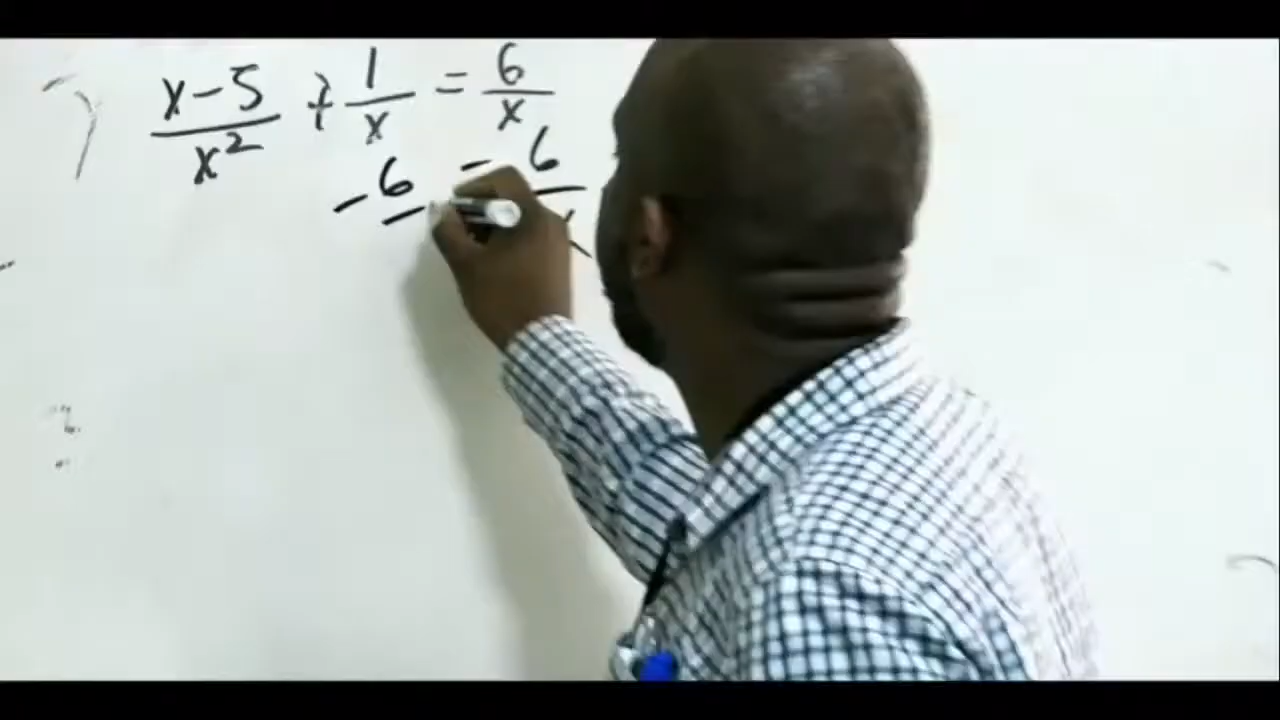 ) (x-5)/x² + 1/x = 6/x
-6 - 6/x